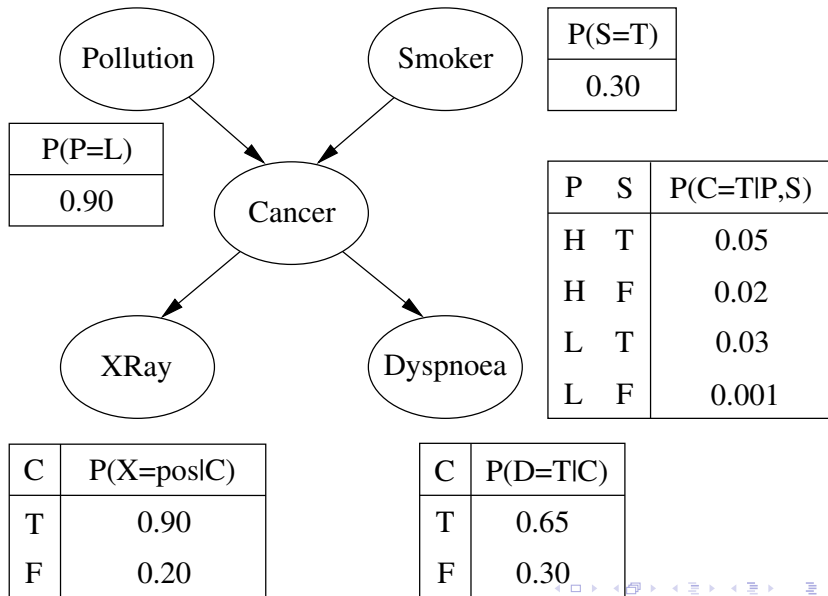 Pollution
Smoker
P(S=T)
0.30
P(P=L)
0.90
Cancer
P S P(C=T|P,S)
H T 0.05
H F 0.02
L T 0.03
L F 0.001
XRay
Dyspnoea
C P(X=pos|C)
T 0.90
F 0.20
C P(D=T|C)
T 0.65
F 0.30